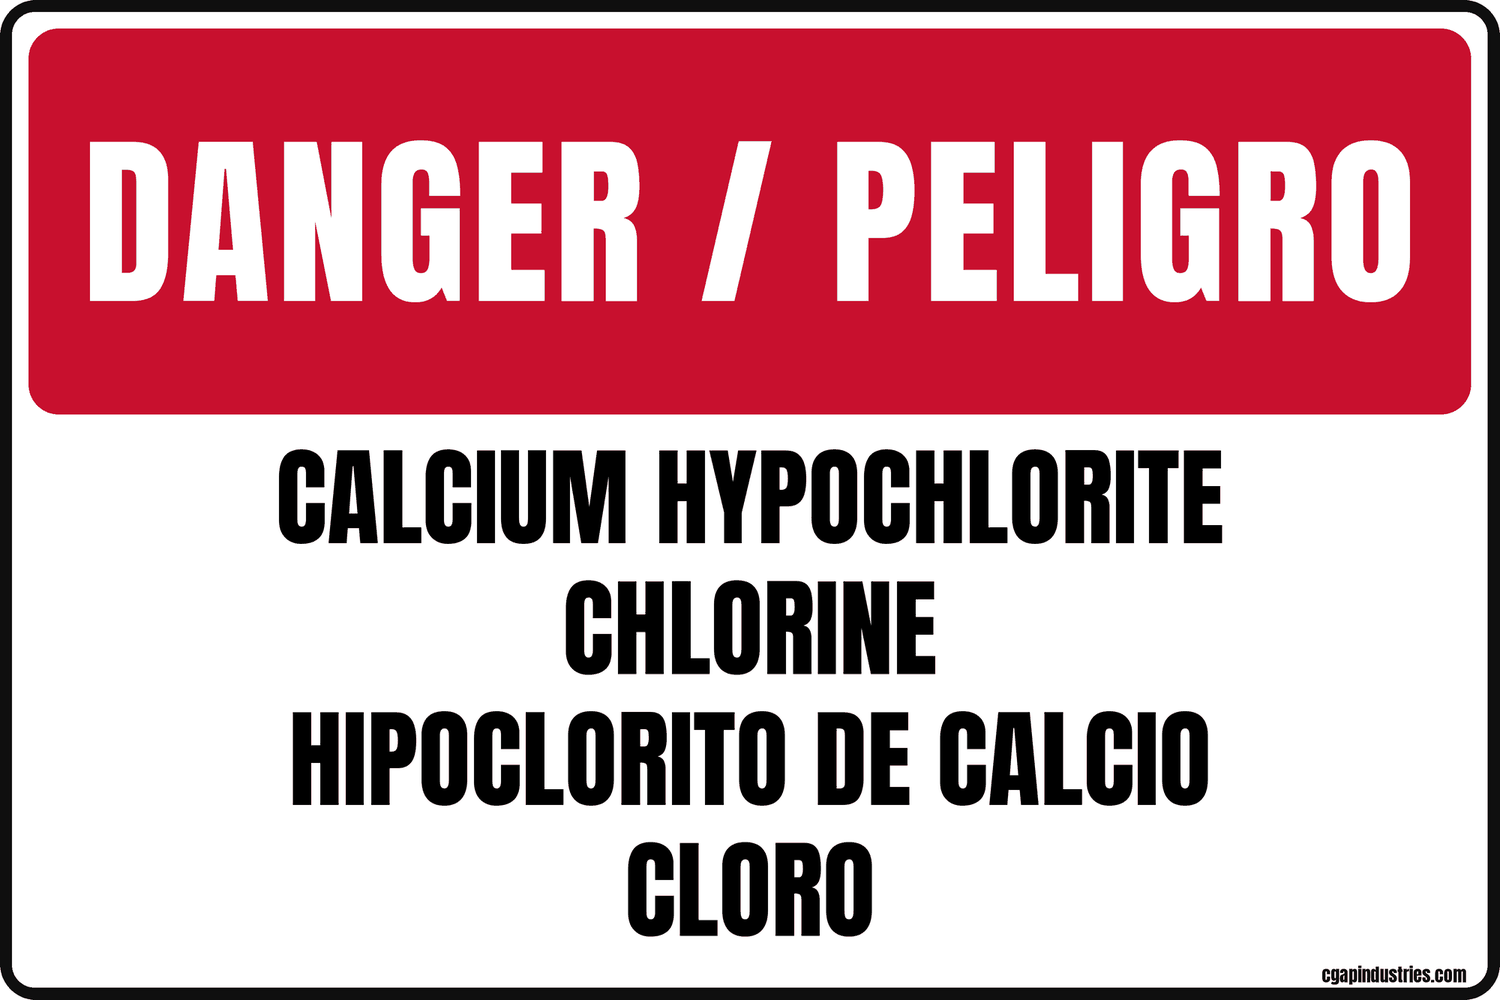 DANGER / PELIGRO
CALCIUM HYPOCHLORITE
CHLORINE
HIPOCLORITO DE CALCIO
CLORO
cgapindustries.com